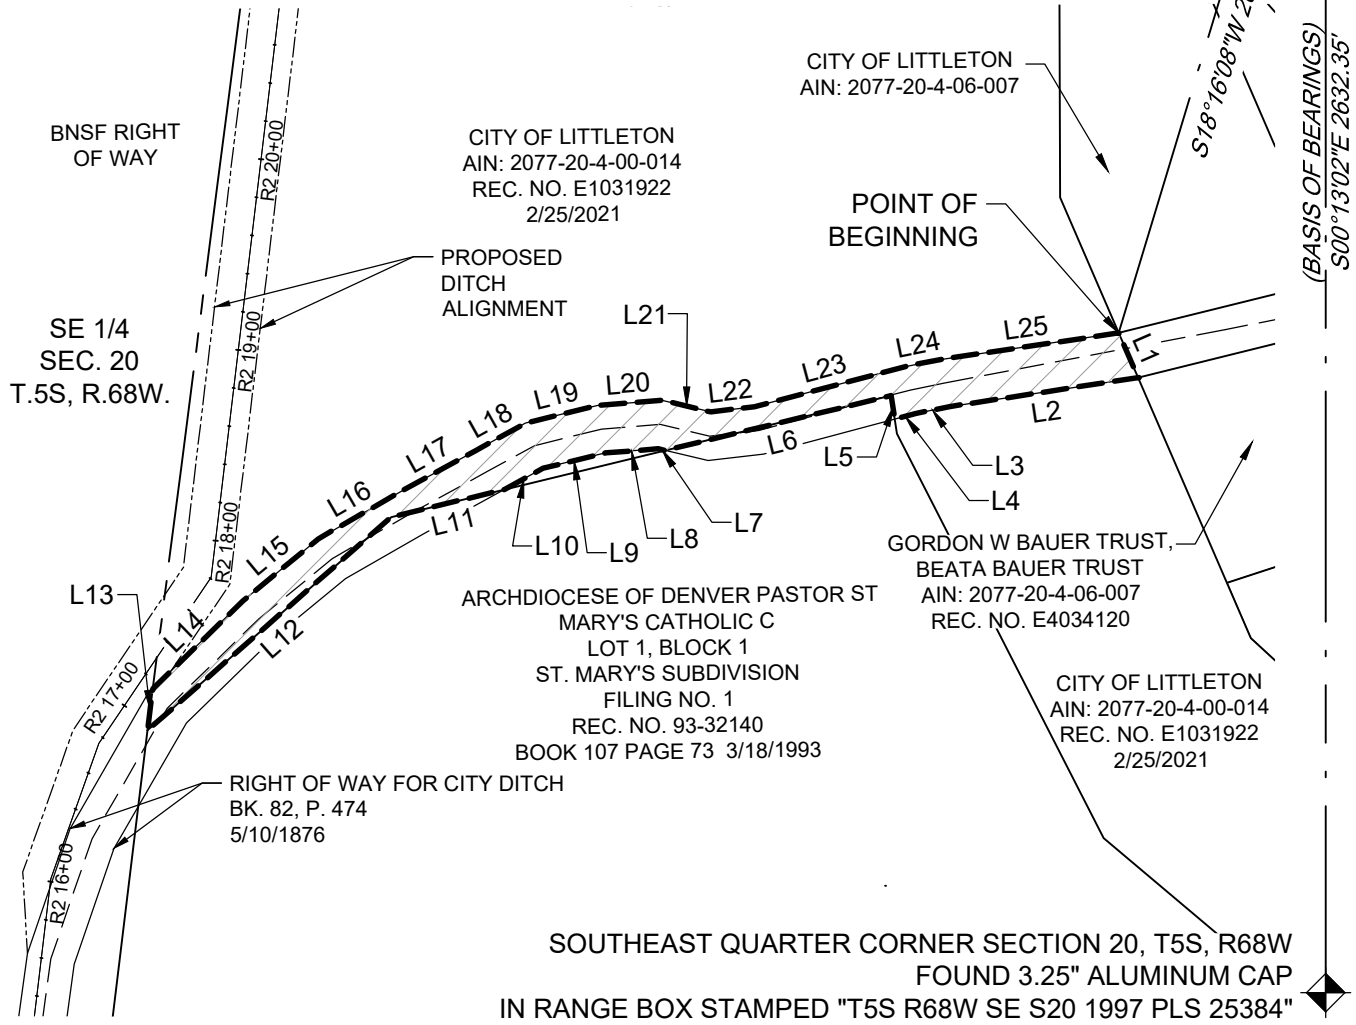 CITY OF LITTLETON
AIN: 2077-20-4-06-007
S18°16'08"W
(BASIS OF BEARINGS)
S00°13'02"E 2632.35'
BNSF RIGHT
OF WAY
R2 20+00
CITY OF LITTLETON
AIN: 2077-20-4-00-014
REC. NO. E1031922
2/25/2021
POINT OF
BEGINNING
PROPOSED
DITCH
ALIGNMENT
SE 1/4
SEC. 20
T.5S, R.68W.
R2 19+00
L21
L24
L25
L1
L23
L22
L20
L19
L18
L17
L16
L15
L14
L13
L2
L3
L4
L5
L6
L7
L8
L9
L10
L11
L12
R2 18+00
R2 17+00
R2 16+00
GORDON W BAUER TRUST,
BEATA BAUER TRUST
AIN: 2077-20-4-06-007
REC. NO. E4034120
ARCHDIOCESE OF DENVER PASTOR ST
MARY'S CATHOLIC C
LOT 1, BLOCK 1
ST. MARY'S SUBDIVISION
FILING NO. 1
REC. NO. 93-32140
BOOK 107 PAGE 73 3/18/1993
CITY OF LITTLETON
AIN: 2077-20-4-00-014
REC. NO. E1031922
2/25/2021
RIGHT OF WAY FOR CITY DITCH
BK. 82, P. 474
5/10/1876
SOUTHEAST QUARTER CORNER SECTION 20, T5S, R68W
FOUND 3.25" ALUMINUM CAP
IN RANGE BOX STAMPED "T5S R68W SE S20 1997 PLS 25384"